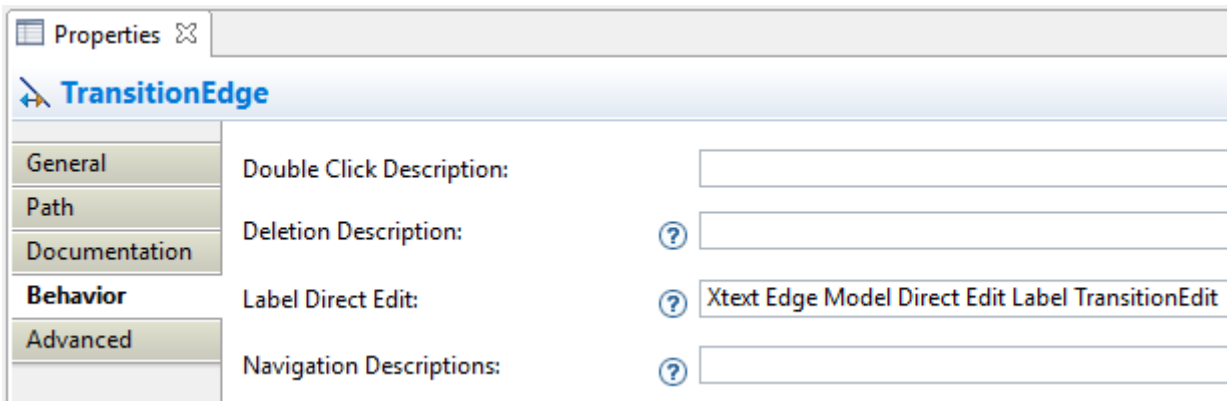 Properties
TransitionEdge
General
Double Click Description:
Path
Deletion Description:
?
Documentation
Behavior
Label Direct Edit:
?
Xtext Edge Model Direct Edit Label TransitionEdit
Advanced
Navigation Descriptions:
?